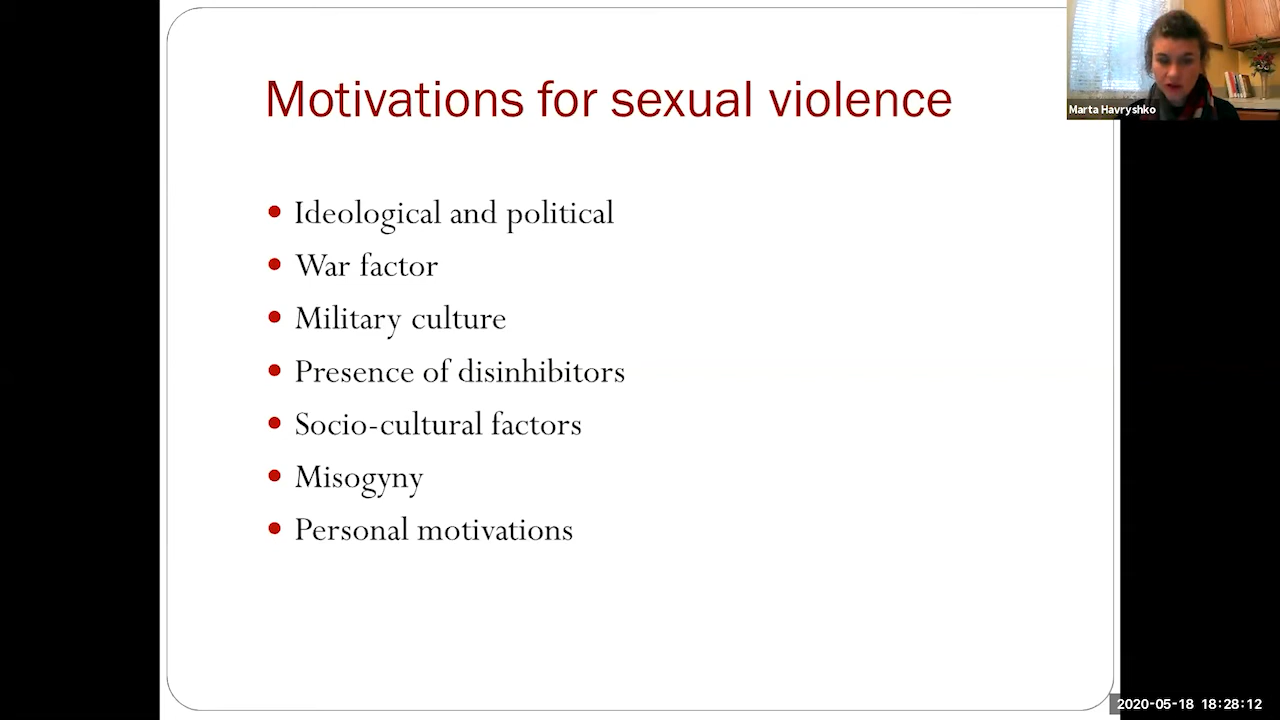 Motivations for sexual violence
Marta Havryshko
Ideological and political
War factor
Military culture
Presence of disinhibitors
Socio-cultural factors
Misogyny
Personal motivations
2020-05-18 18:28:12